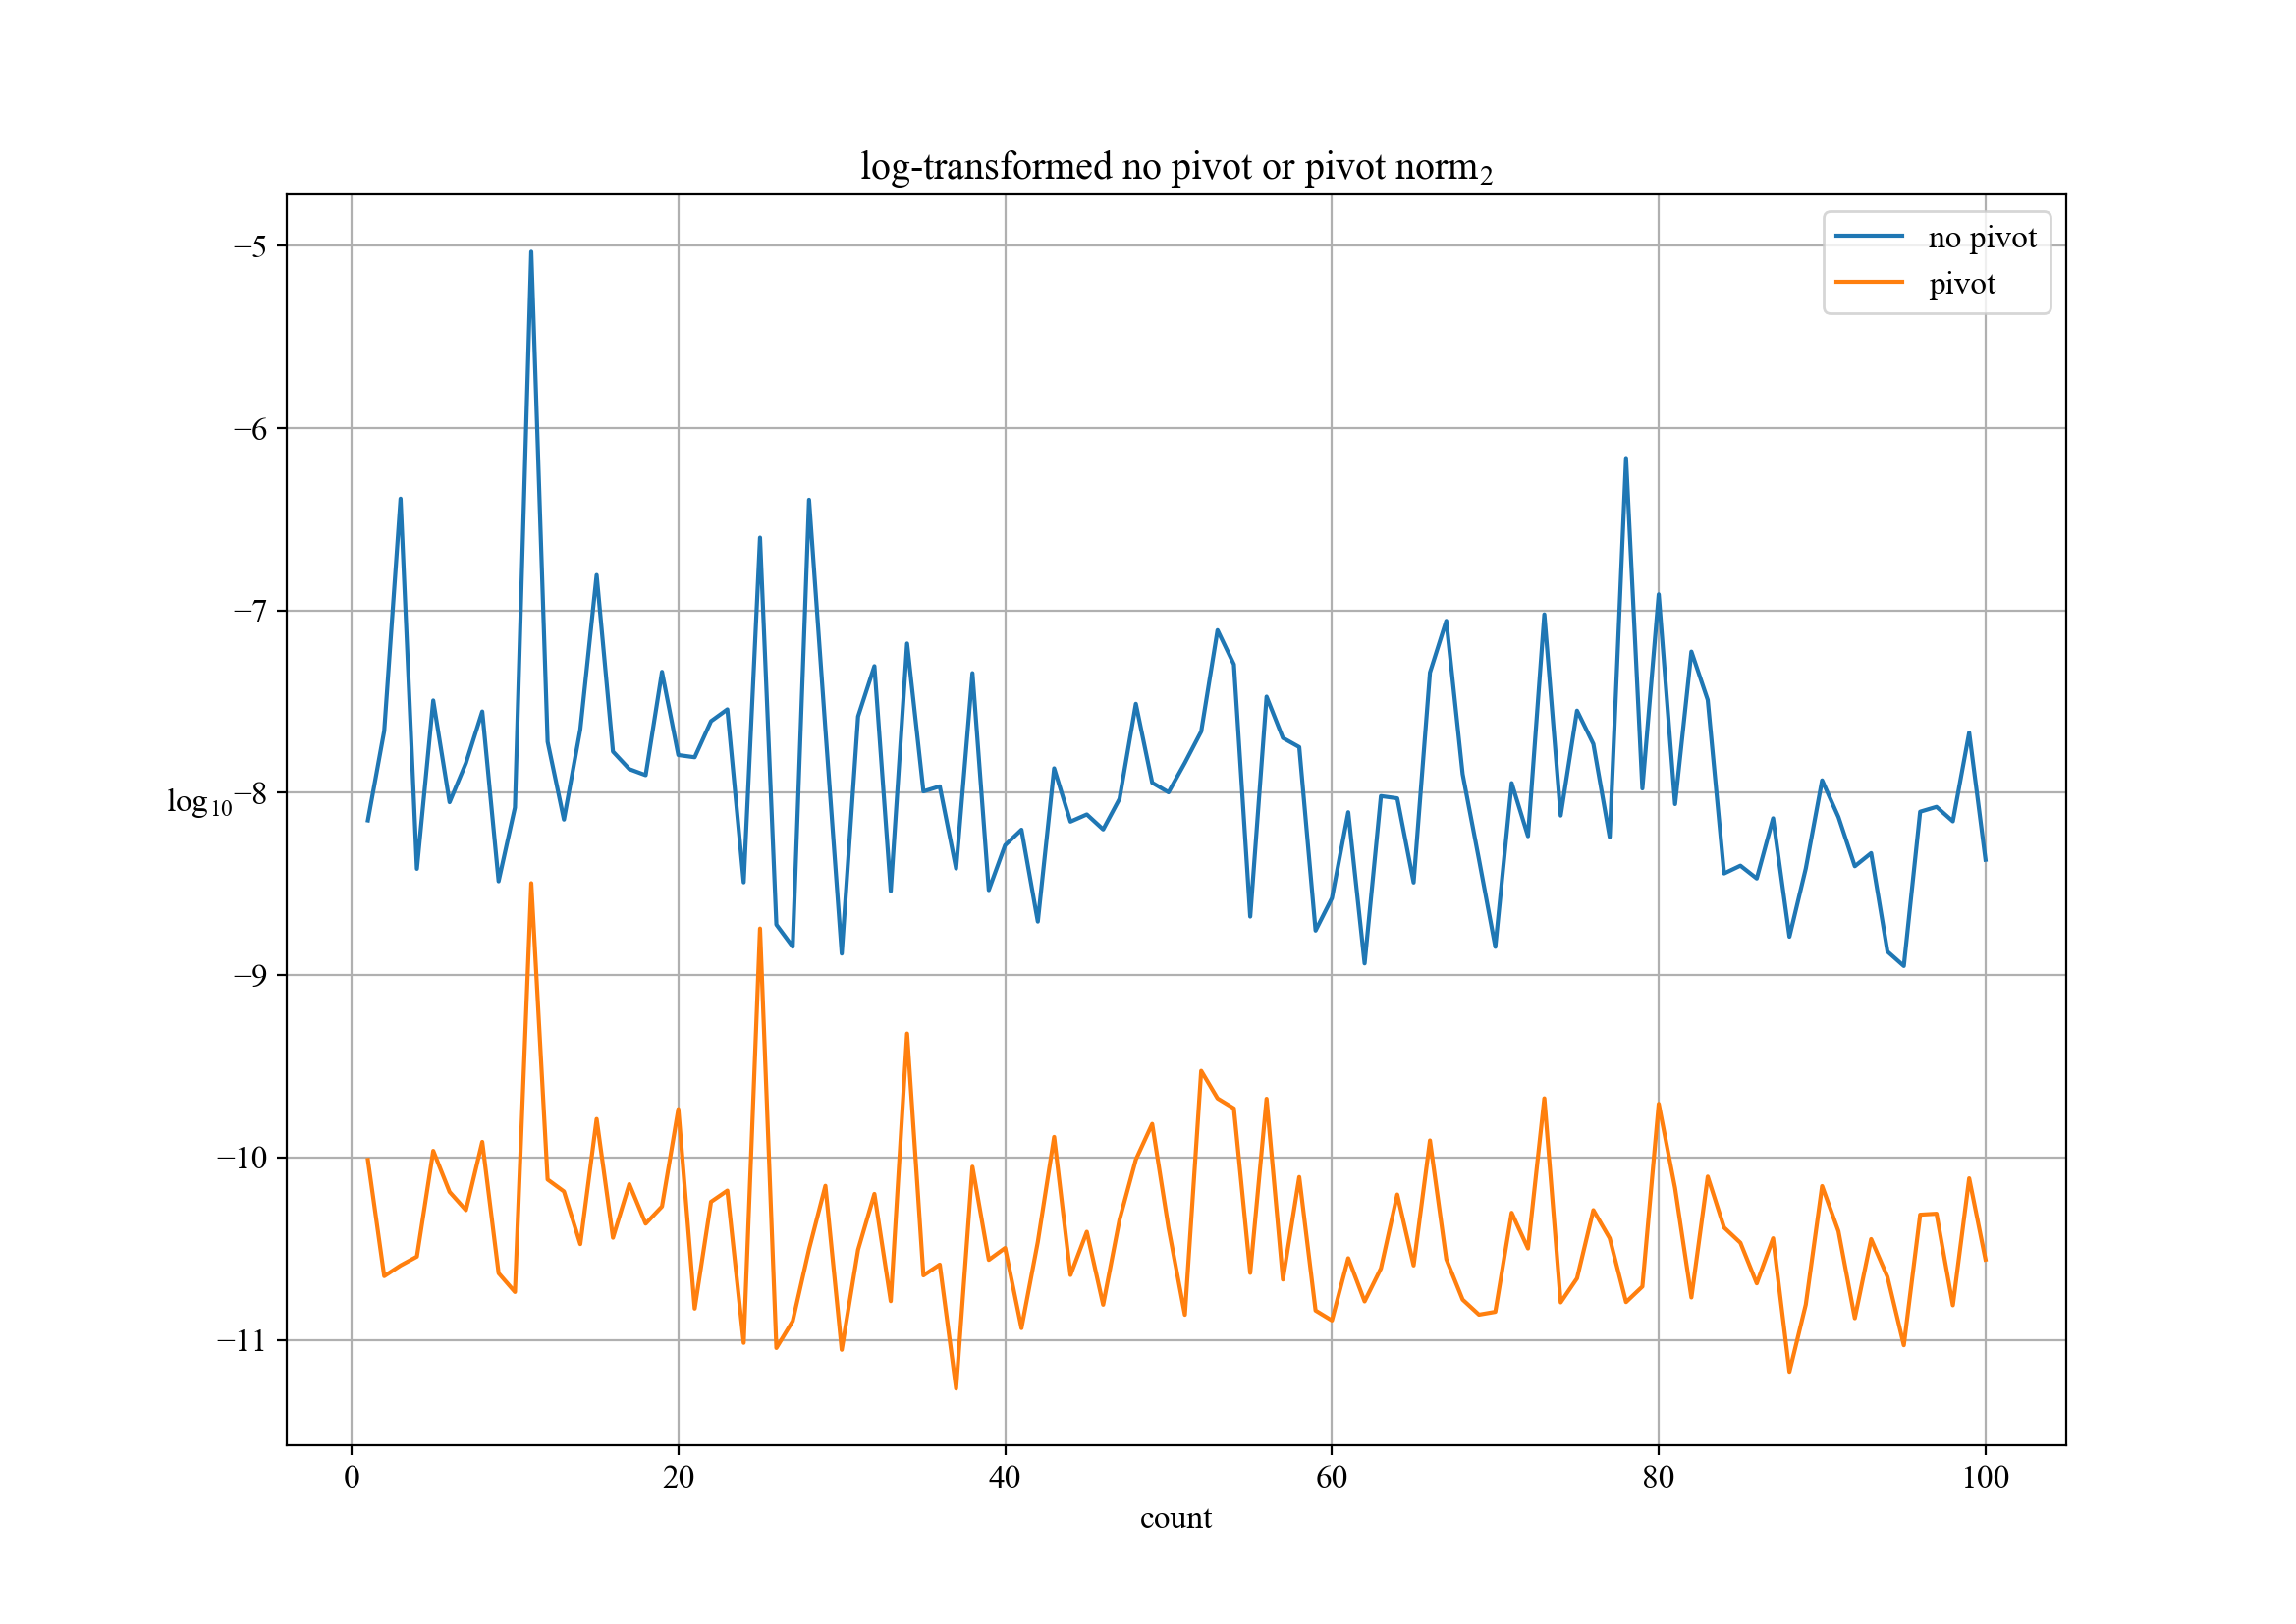 log-transformed no pivot or pivot norm₂
no pivot
pivot
−5
−6
−7
−8
−9
−10
−11
log₁₀
0 20 40 60 80 100
count